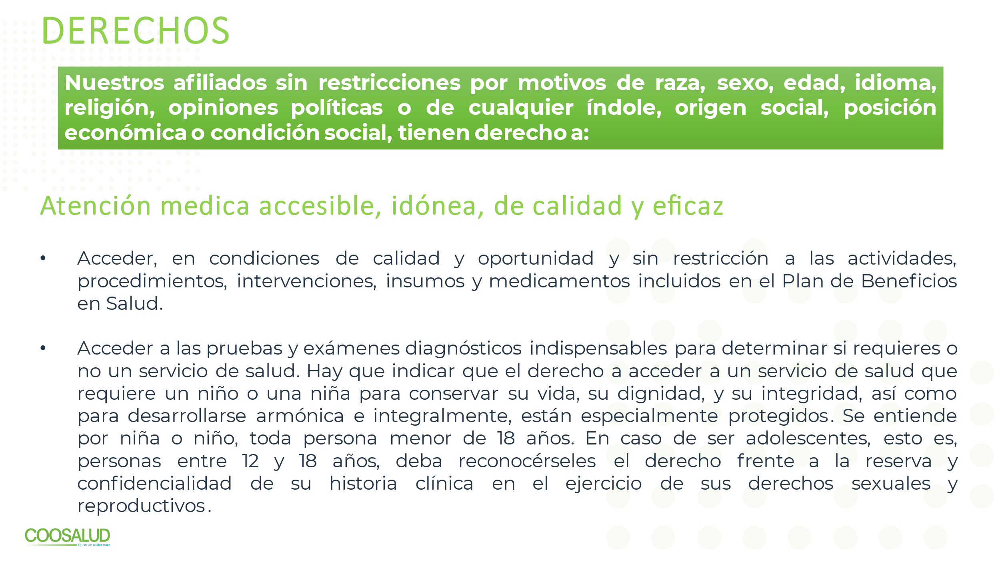 DERECHOS
Nuestros afiliados sin restricciones por motivos de raza, sexo, edad, idioma,
religión, opiniones políticas o de cualquier índole, origen social, posición
económica o condición social, tienen derecho a:
Atención medica accesible, idónea, de calidad y eficaz
• Acceder, en condiciones de calidad y oportunidad y sin restricción a las actividades,
procedimientos, intervenciones, insumos y medicamentos incluidos en el Plan de Beneficios
en Salud.
• Acceder a las pruebas y exámenes diagnósticos indispensables para determinar si requieres o
no un servicio de salud. Hay que indicar que el derecho a acceder a un servicio de salud que
requiere un niño o una niña para conservar su vida, su dignidad, y su integridad, así como
para desarrollarse armónica e integralmente, están especialmente protegidos. Se entiende
por niña o niño, toda persona menor de 18 años. En caso de ser adolescentes, esto es,
personas entre 12 y 18 años, deba reconocérseles el derecho frente a la reserva y
confidencialidad de su historia clínica en el ejercicio de sus derechos sexuales y
reproductivos.
COOSALUD
En Pos de tu bienestar